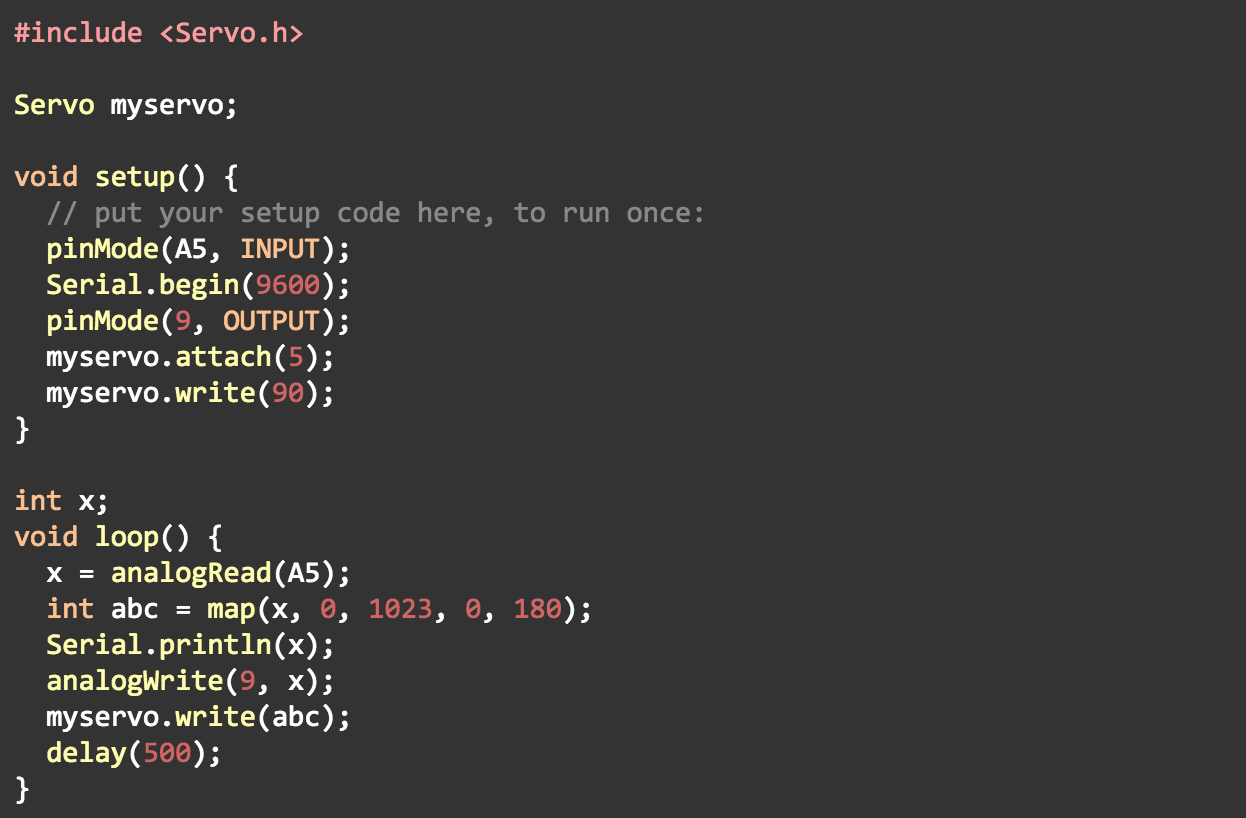 #include <Servo.h>
Servo myservo;
void setup() {
  // put your setup code here, to run once:
  pinMode(A5, INPUT);
  Serial.begin(9600);
  pinMode(9, OUTPUT);
  myservo.attach(5);
  myservo.write(90);
}
int x;
void loop() {
  x = analogRead(A5);
  int abc = map(x, 0, 1023, 0, 180);
  Serial.println(x);
  analogWrite(9, x);
  myservo.write(abc);
  delay(500);
}